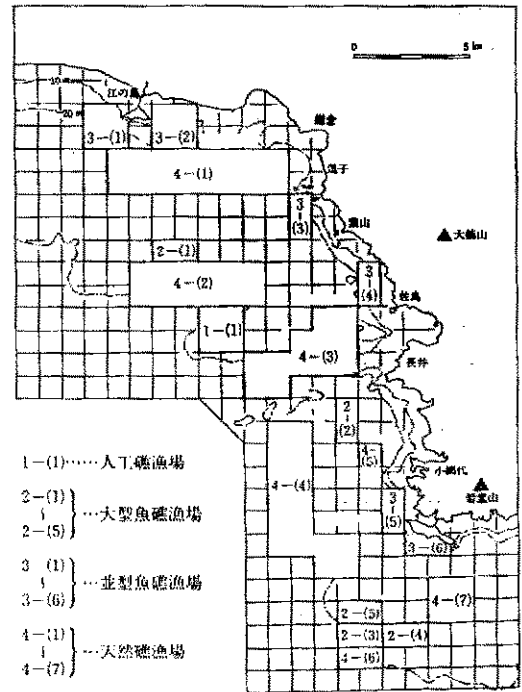 0 5 km
江の島
10m
20m
鎌倉
3-(1)
3-(2)
逗子
4-(1)
3-(3)
葉山
大楠山
2-(1)
4-(2)
3-(4)
佐島
1-(1)
4-(3)
長井
2-(2)
4-(5)
小網代
4-(4)
3-(5)
3-(6)
4-(7)
2-(5)
2-(3)
2-(4)
4-(6)
1-(1)……人工礁漁場
2-(1)
〜
2-(5)
…大型魚礁漁場
3 (1)
〜
3-(6)
…並型魚礁漁場
4-(1)
〜
4-(7)
…天然礁漁場